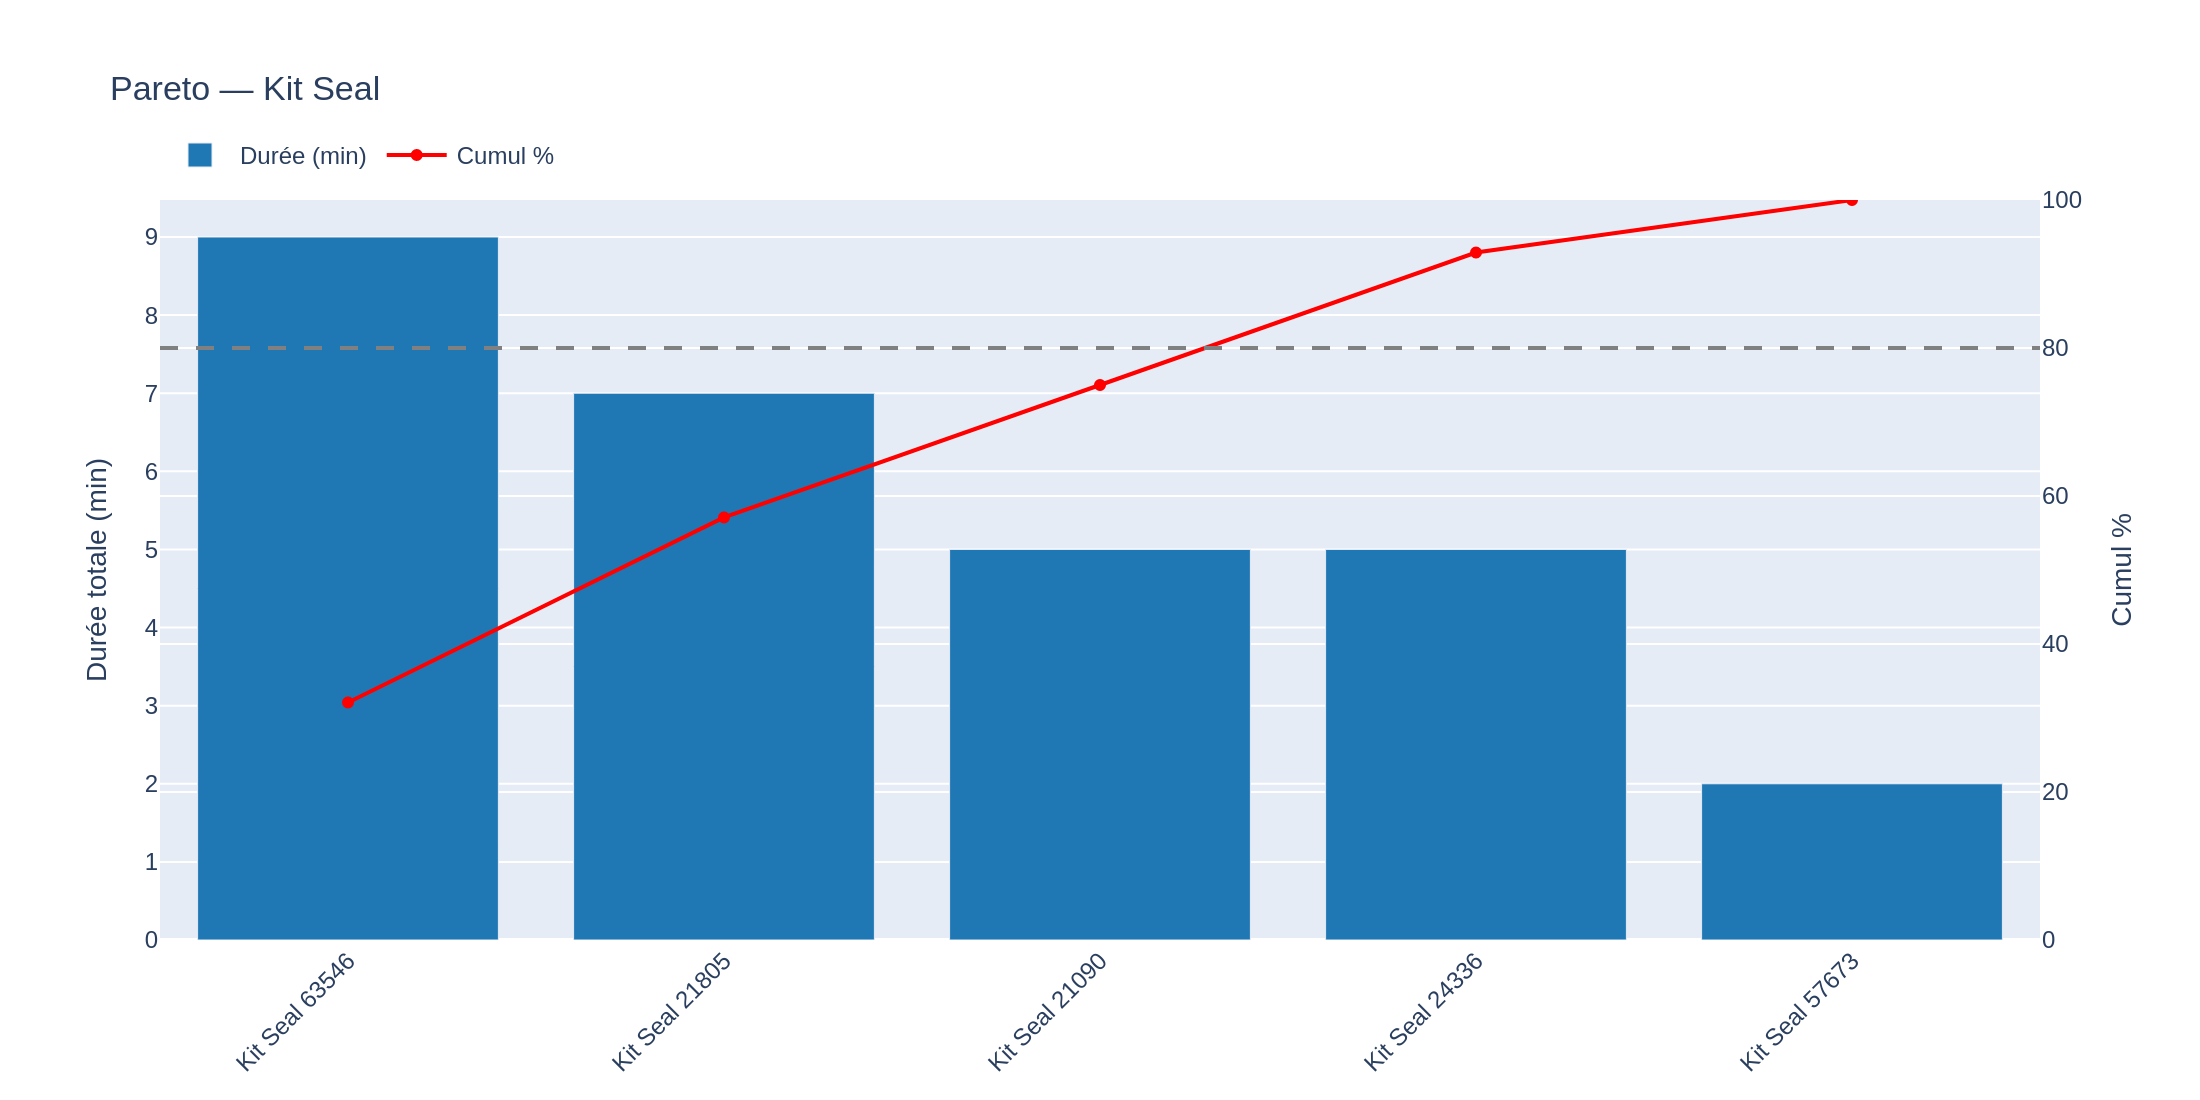 Pareto — Kit Seal
Durée (min)
Cumul %
Durée totale (min)
9
8
7
6
5
4
3
2
1
0
100
80
60
40
20
0
Cumul %
Kit Seal 63546
Kit Seal 21805
Kit Seal 21090
Kit Seal 24336
Kit Seal 57673